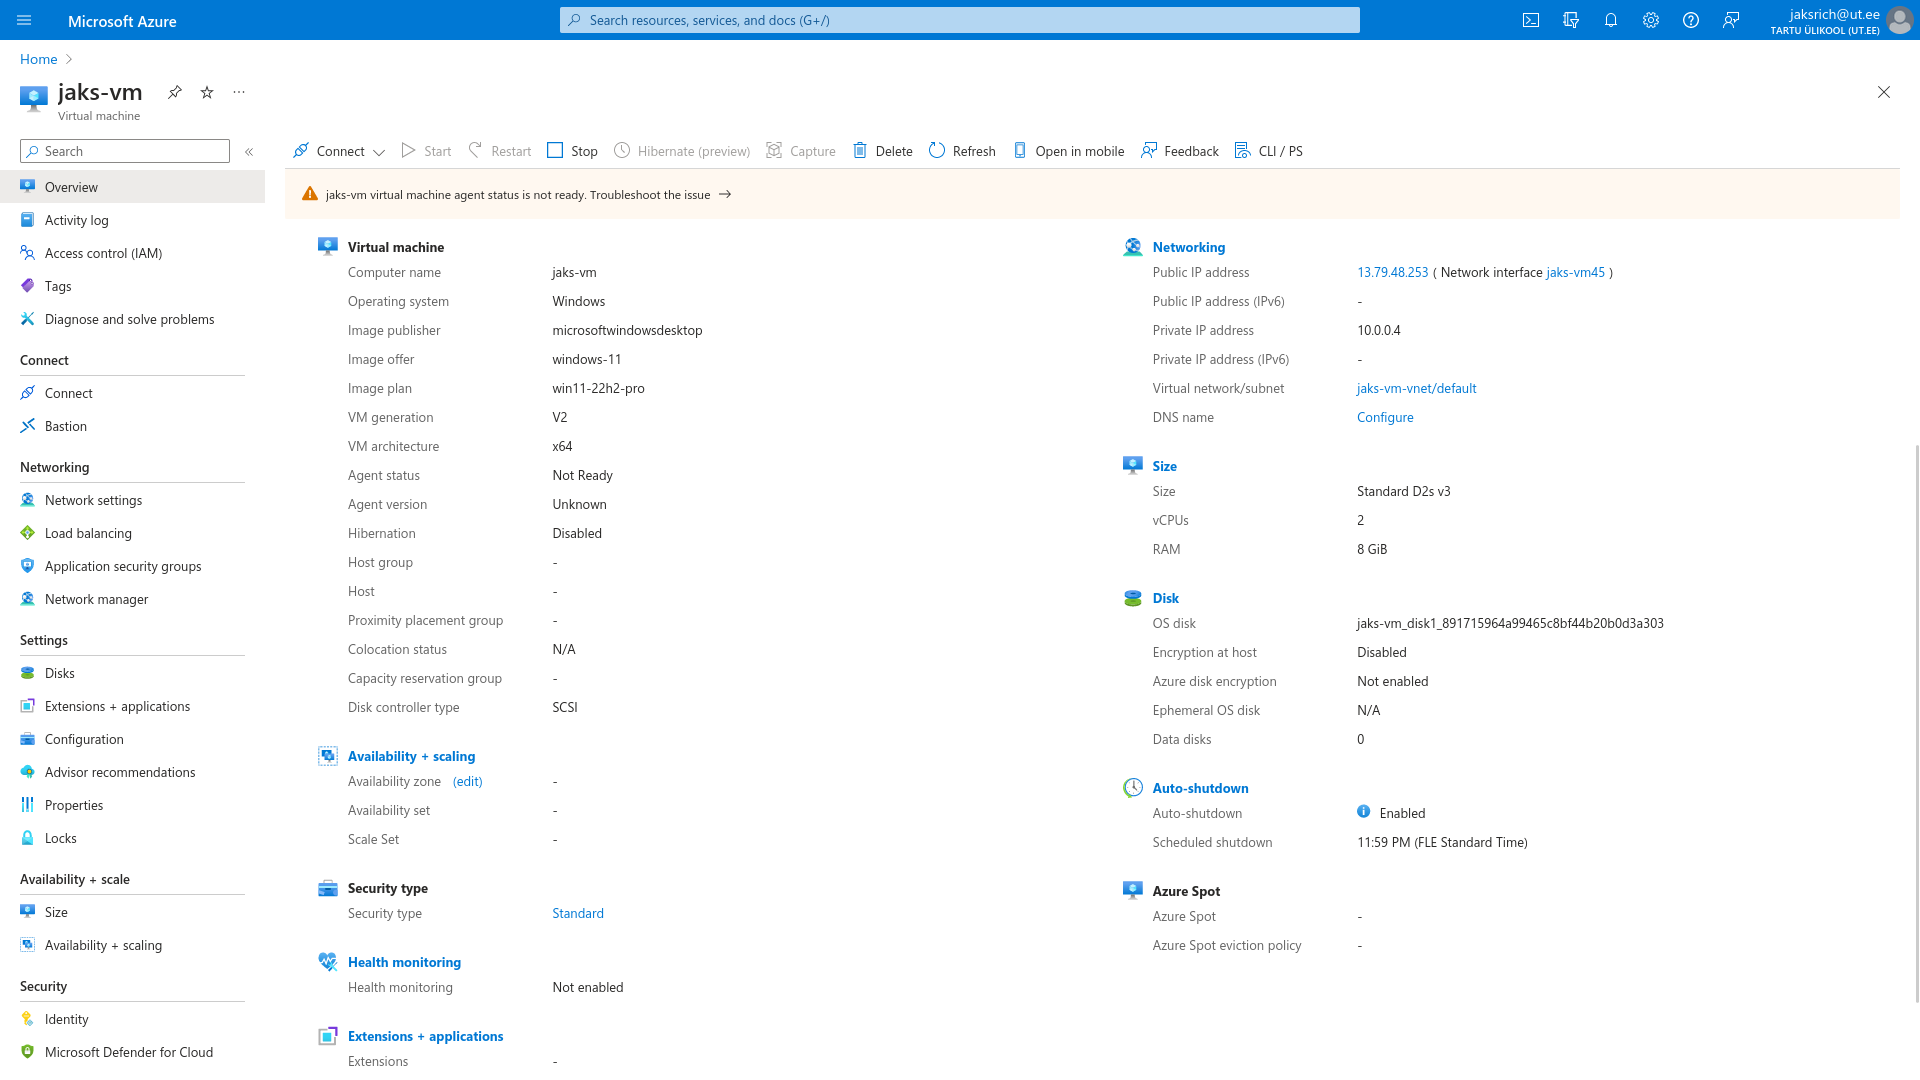 Microsoft Azure
Search resources, services, and docs (G+/)
jaksrich@ut.ee
TARTU ÜLIKOOL (UT.EE)
Home
jaks-vm
Virtual machine
Search
Overview
Activity log
Access control (IAM)
Tags
Diagnose and solve problems
Connect
Connect
Bastion
Networking
Network settings
Load balancing
Application security groups
Network manager
Settings
Disks
Extensions + applications
Configuration
Advisor recommendations
Properties
Locks
Availability + scale
Size
Availability + scaling
Security
Identity
Microsoft Defender for Cloud
Connect Start Restart Stop Hibernate (preview) Capture Delete Refresh Open in mobile Feedback CLI / PS
jaks-vm virtual machine agent status is not ready. Troubleshoot the issue →
Virtual machine
Computer name jaks-vm
Operating system Windows
Image publisher microsoftwindowsdesktop
Image offer windows-11
Image plan win11-22h2-pro
VM generation V2
VM architecture x64
Agent status Not Ready
Agent version Unknown
Hibernation Disabled
Host group -
Host -
Proximity placement group -
Colocation status N/A
Capacity reservation group -
Disk controller type SCSI
Availability + scaling
Availability zone (edit) -
Availability set -
Scale Set -
Security type
Security type Standard
Health monitoring
Health monitoring Not enabled
Extensions + applications
Extensions -
Networking
Public IP address 13.79.48.253 ( Network interface jaks-vm45 )
Public IP address (IPv6) -
Private IP address 10.0.0.4
Private IP address (IPv6) -
Virtual network/subnet jaks-vm-vnet/default
DNS name Configure
Size
Size Standard D2s v3
vCPUs 2
RAM 8 GiB
Disk
OS disk jaks-vm_disk1_891715964a99465c8bf44b20b0d3a303
Encryption at host Disabled
Azure disk encryption Not enabled
Ephemeral OS disk N/A
Data disks 0
Auto-shutdown
Auto-shutdown Enabled
Scheduled shutdown 11:59 PM (FLE Standard Time)
Azure Spot
Azure Spot -
Azure Spot eviction policy -